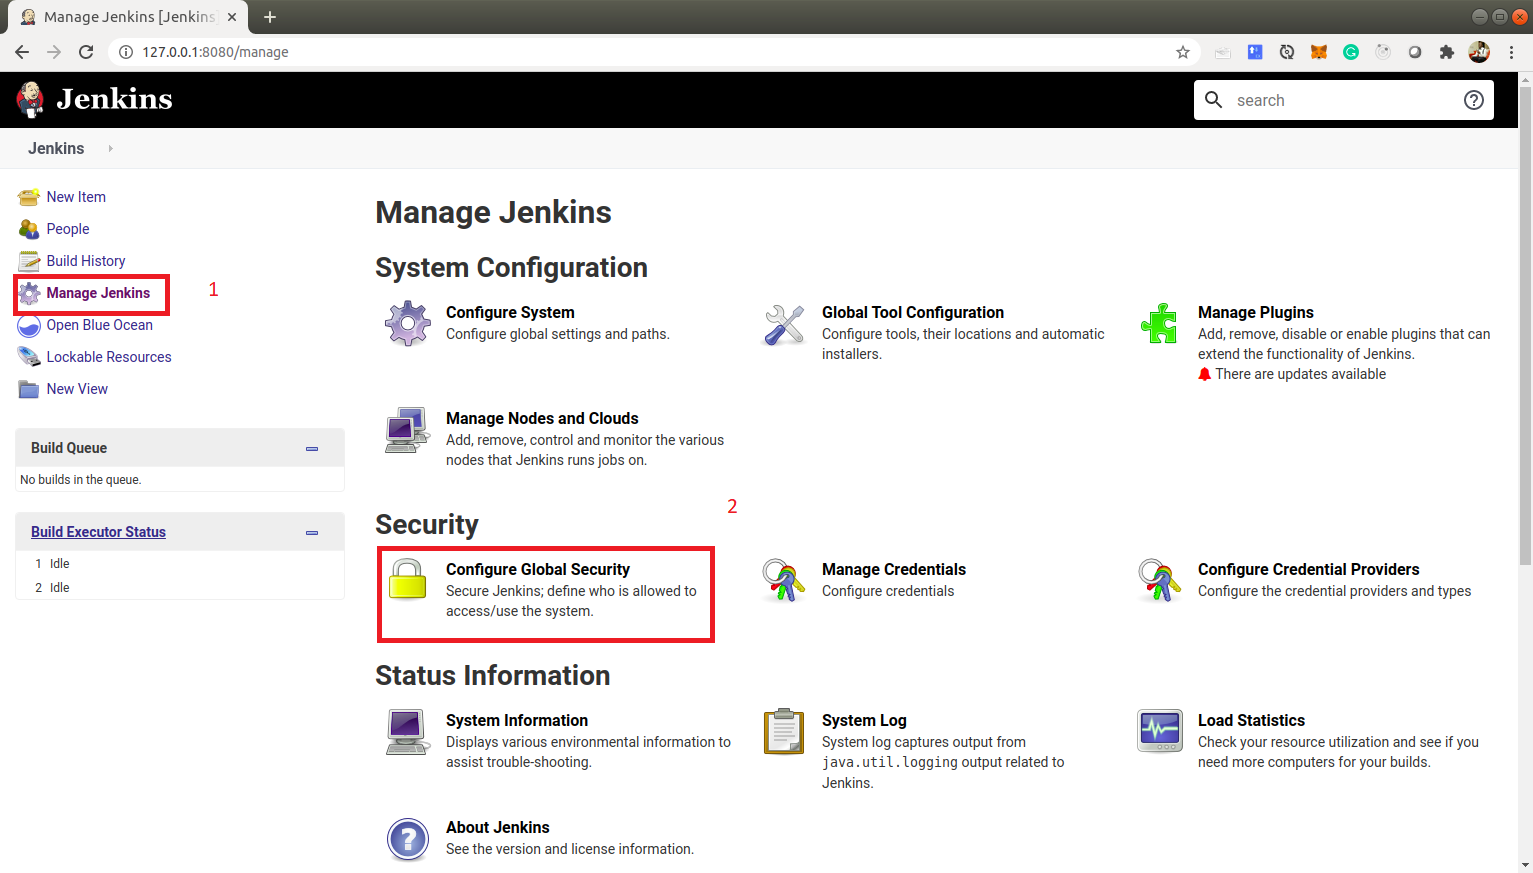 Manage Jenkins [Jenkins]
127.0.0.1:8080/manage
Jenkins
search
Jenkins
New Item
People
Build History
Manage Jenkins
1
Open Blue Ocean
Lockable Resources
New View
Build Queue
No builds in the queue.
Build Executor Status
1 Idle
2 Idle
Manage Jenkins
System Configuration
Configure System
Configure global settings and paths.
Global Tool Configuration
Configure tools, their locations and automatic
installers.
Manage Plugins
Add, remove, disable or enable plugins that can
extend the functionality of Jenkins.
There are updates available
Manage Nodes and Clouds
Add, remove, control and monitor the various
nodes that Jenkins runs jobs on.
2
Security
Configure Global Security
Secure Jenkins; define who is allowed to
access/use the system.
Manage Credentials
Configure credentials
Configure Credential Providers
Configure the credential providers and types
Status Information
System Information
Displays various environmental information to
assist trouble-shooting.
System Log
System log captures output from
java.util.logging output related to
Jenkins.
Load Statistics
Check your resource utilization and see if you
need more computers for your builds.
About Jenkins
See the version and license information.